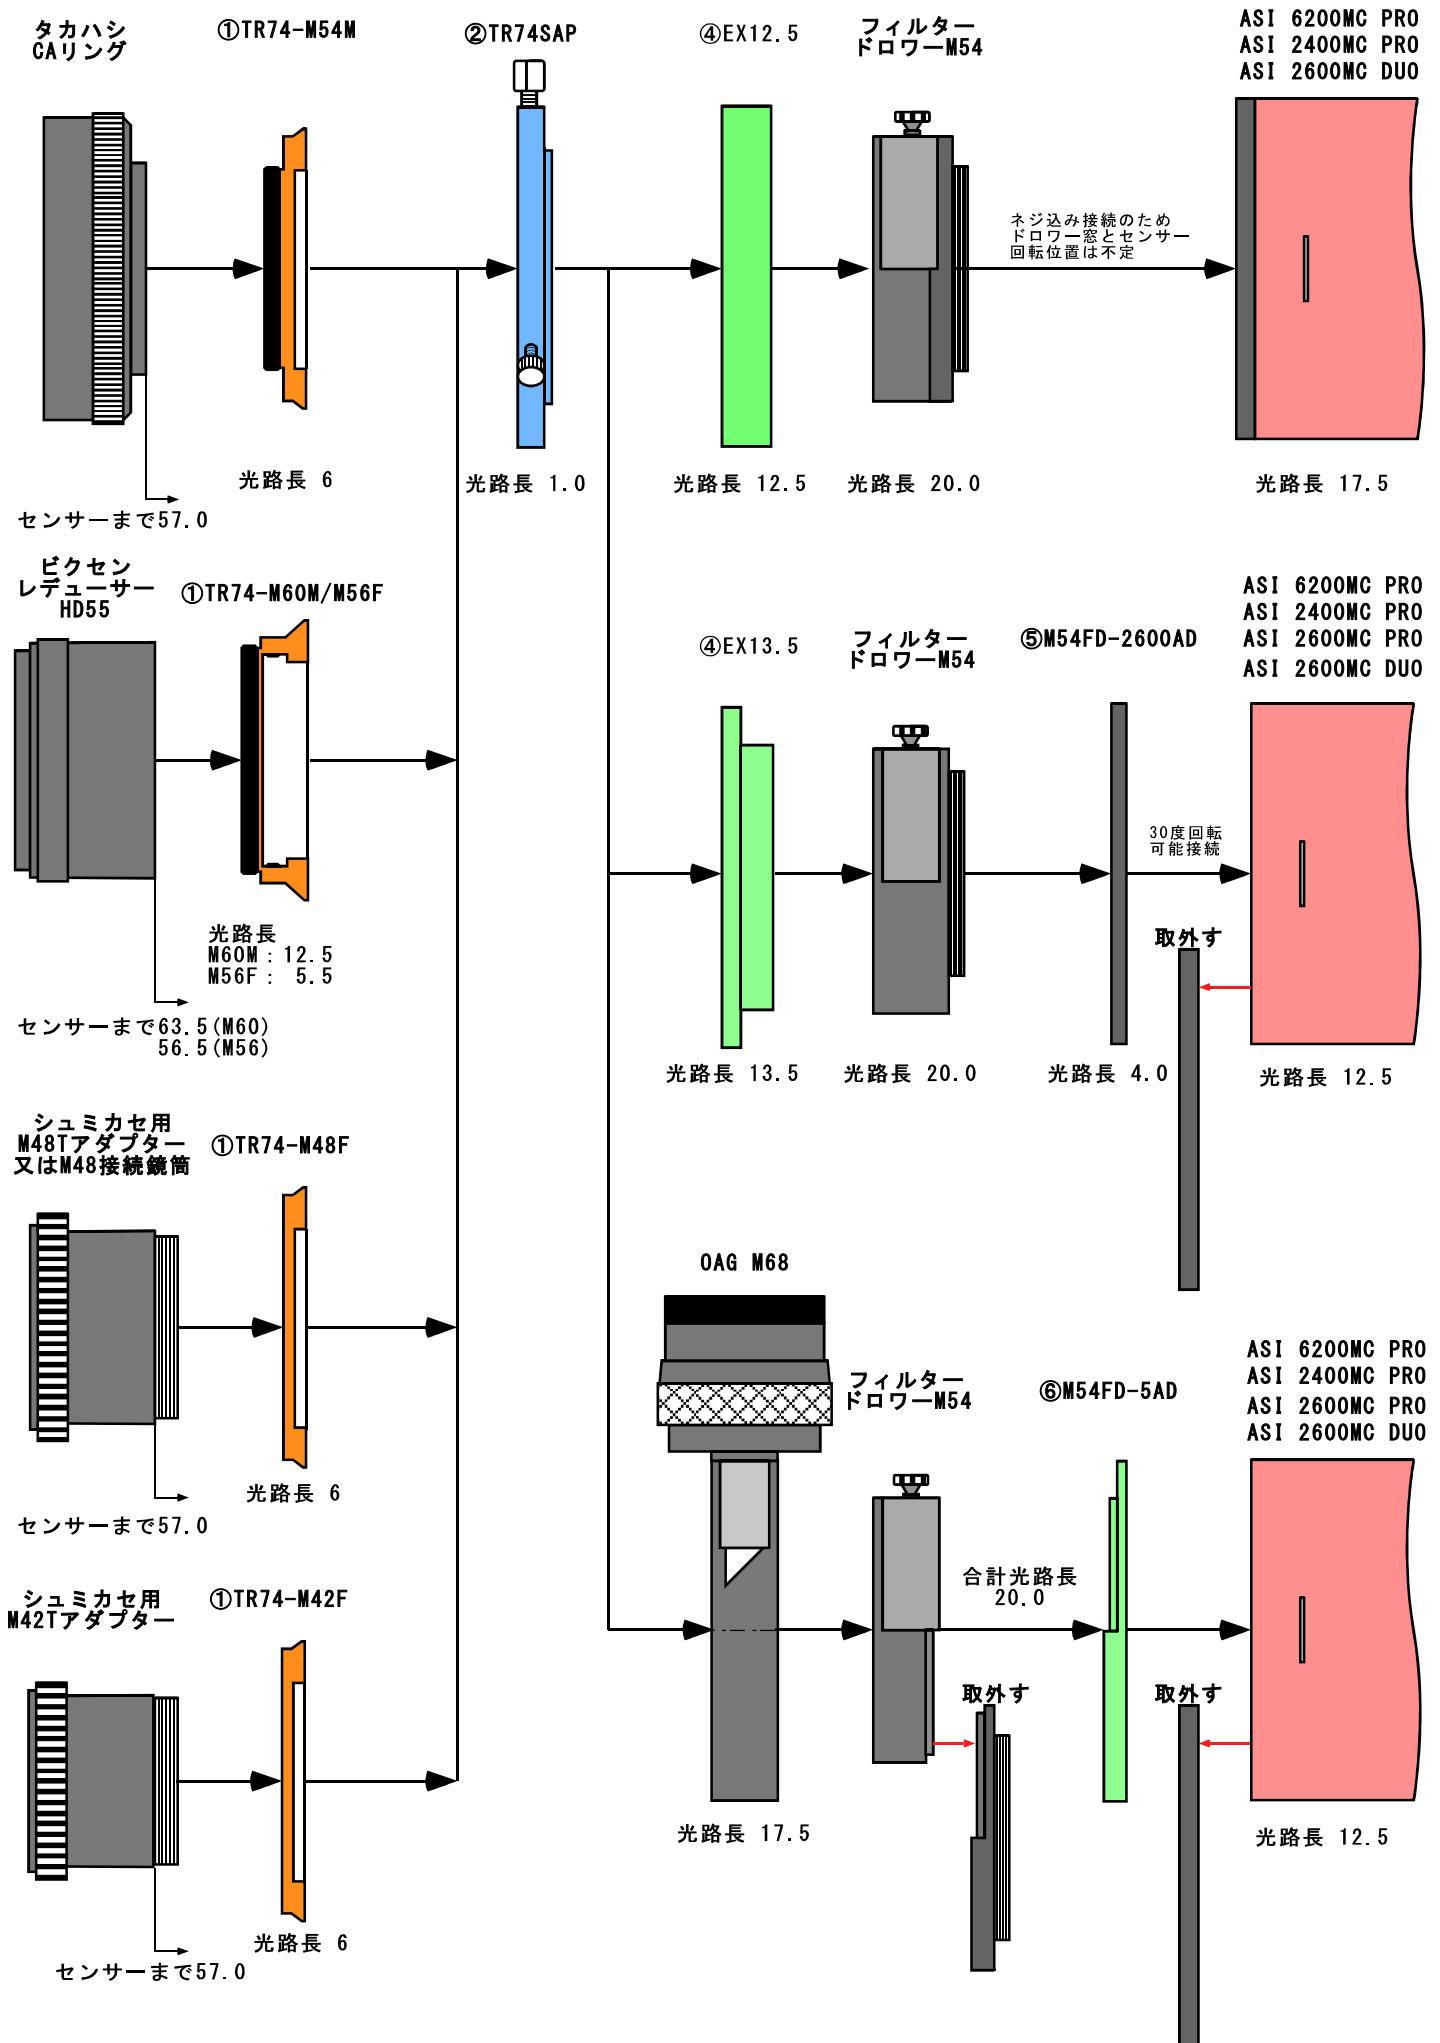 タカハシ
CAリング
①TR74-M54M
②TR74SAP
④EX12.5
フィルター
ドロワーM54
ASI 6200MC PRO
ASI 2400MC PRO
ASI 2600MC DUO
ネジ込み接続のため
ドロワー窓とセンサー
回転位置は不定
光路長 6
光路長 1.0
光路長 12.5
光路長 20.0
光路長 17.5
センサーまで57.0
ビクセン
レデューサー
HD55
①TR74-M60M/M56F
④EX13.5
フィルター
ドロワーM54
⑤M54FD-2600AD
ASI 6200MC PRO
ASI 2400MC PRO
ASI 2600MC PRO
ASI 2600MC DUO
30度回転
可能接続
取外す
光路長
M60M : 12.5
M56F : 5.5
センサーまで63.5(M60)
56.5(M56)
光路長 13.5
光路長 20.0
光路長 4.0
光路長 12.5
シュミカセ用
M48Tアダプター
又はM48接続鏡筒
①TR74-M48F
光路長 6
センサーまで57.0
OAG M68
フィルター
ドロワーM54
⑥M54FD-5AD
ASI 6200MC PRO
ASI 2400MC PRO
ASI 2600MC PRO
ASI 2600MC DUO
合計光路長
20.0
取外す
取外す
光路長 17.5
光路長 12.5
シュミカセ用
M42Tアダプター
①TR74-M42F
光路長 6
センサーまで57.0